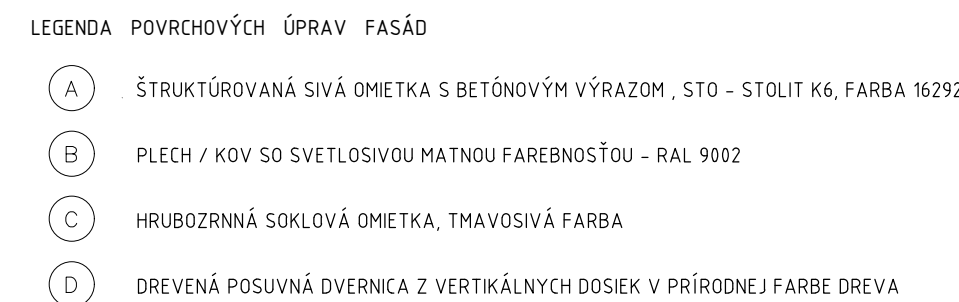 LEGENDA POVRCHOVÝCH ÚPRAV FASÁD
A ŠTRUKTÚROVANÁ SIVÁ OMIETKA S BETÓNOVÝM VÝRAZOM , STO - STOLIT K6, FARBA 16292
B PLECH / KOV SO SVETLOSIVOU MATNOU FAREBNOSŤOU - RAL 9002
C HRUBOZRNNÁ SOKLOVÁ OMIETKA, TMAVOSIVÁ FARBA
D DREVENÁ POSUVNÁ DVERNICA Z VERTIKÁLNYCH DOSIEK V PRÍRODNEJ FARBE DREVA